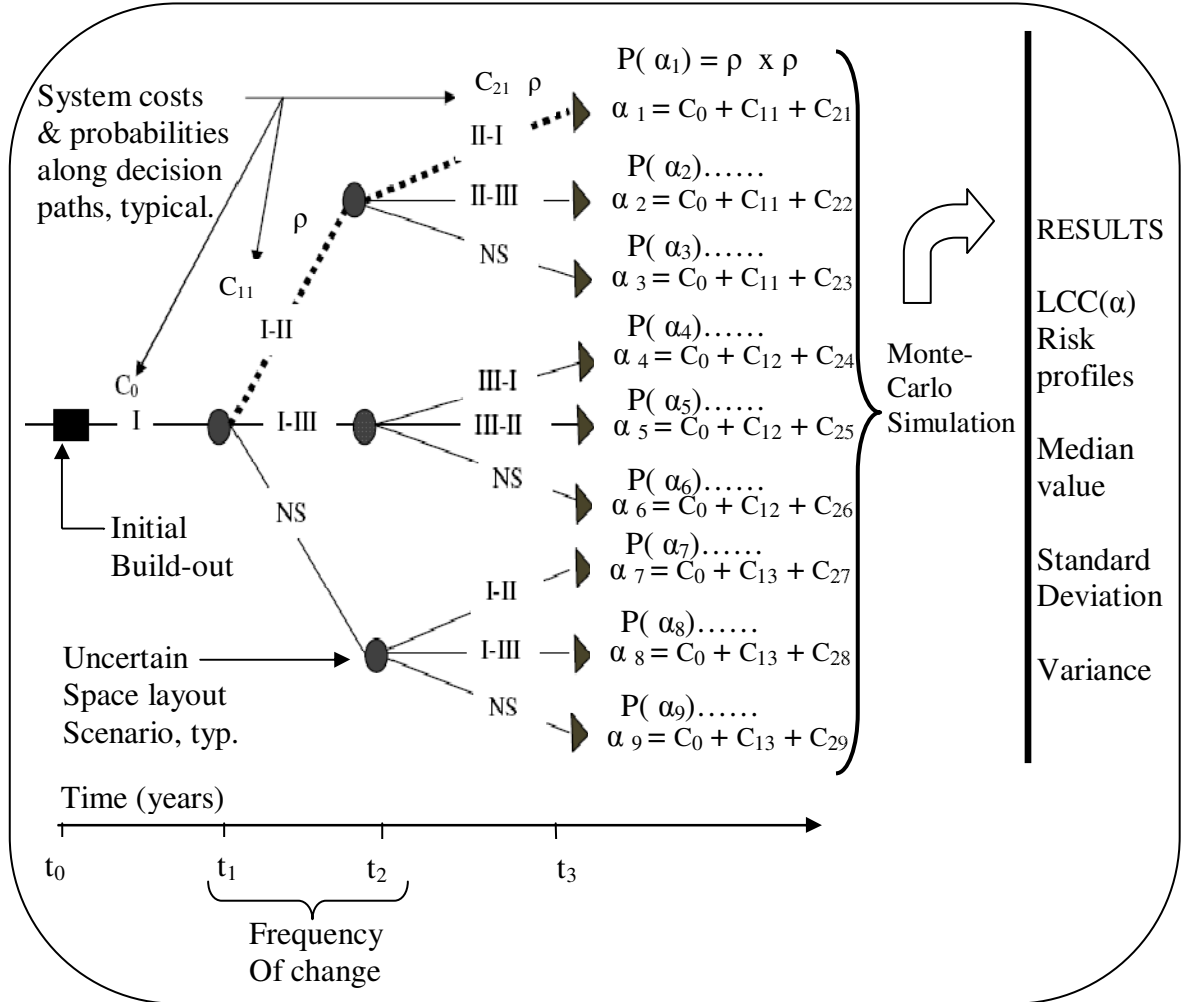 System costs
& probabilities
along decision
paths, typical.
C₂₁ ρ
II-I
II-III
NS
ρ
C₁₁
I-II
C₀
I
I-III
III-I
III-II
NS
NS
I-II
I-III
NS
Initial
Build-out
Uncertain
Space layout
Scenario, typ.
P( α₁) = ρ x ρ
α ₁ = C₀ + C₁₁ + C₂₁
P( α₂)……
α ₂ = C₀ + C₁₁ + C₂₂
P( α₃)……
α ₃ = C₀ + C₁₁ + C₂₃
P( α₄)……
α ₄ = C₀ + C₁₂ + C₂₄
P( α₅)……
α ₅ = C₀ + C₁₂ + C₂₅
P( α₆)……
α ₆ = C₀ + C₁₂ + C₂₆
P( α₇)……
α ₇ = C₀ + C₁₃ + C₂₇
P( α₈)……
α ₈ = C₀ + C₁₃ + C₂₈
P( α₉)……
α ₉ = C₀ + C₁₃ + C₂₉
Monte-
Carlo
Simulation
RESULTS
LCC(α)
Risk
profiles
Median
value
Standard
Deviation
Variance
Time (years)
t₀ t₁ t₂ t₃
Frequency
Of change